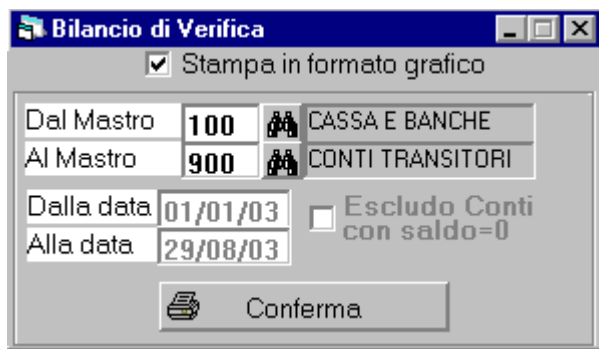 Bilancio di Verifica
Stampa in formato grafico
Dal Mastro 100 CASSA E BANCHE
Al Mastro 900 CONTI TRANSITORI
Dalla data 01/01/03 Escludo Conti
con saldo=0
Alla data 29/08/03
Conferma